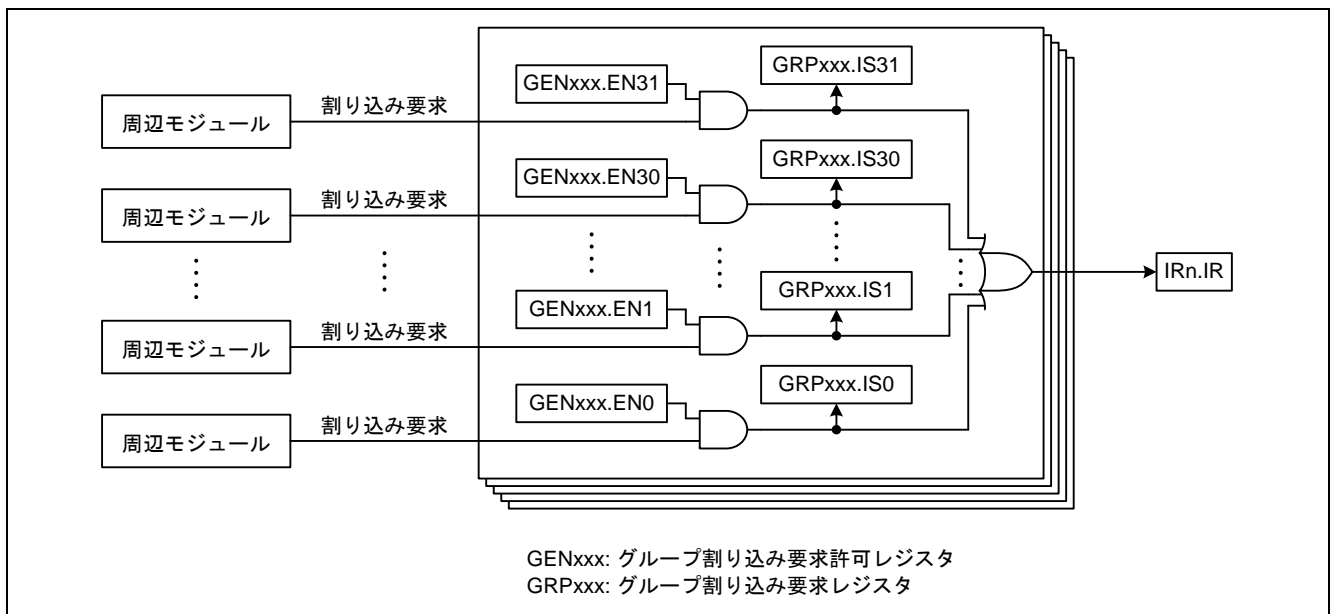 GRPxxx.IS31
GENxxx.EN31
割り込み要求
周辺モジュール
GRPxxx.IS30
GENxxx.EN30
割り込み要求
周辺モジュール
IRn.IR
GRPxxx.IS1
GENxxx.EN1
割り込み要求
周辺モジュール
GRPxxx.IS0
GENxxx.EN0
割り込み要求
周辺モジュール
GENxxx: グループ割り込み要求許可レジスタ
GRPxxx: グループ割り込み要求レジスタ